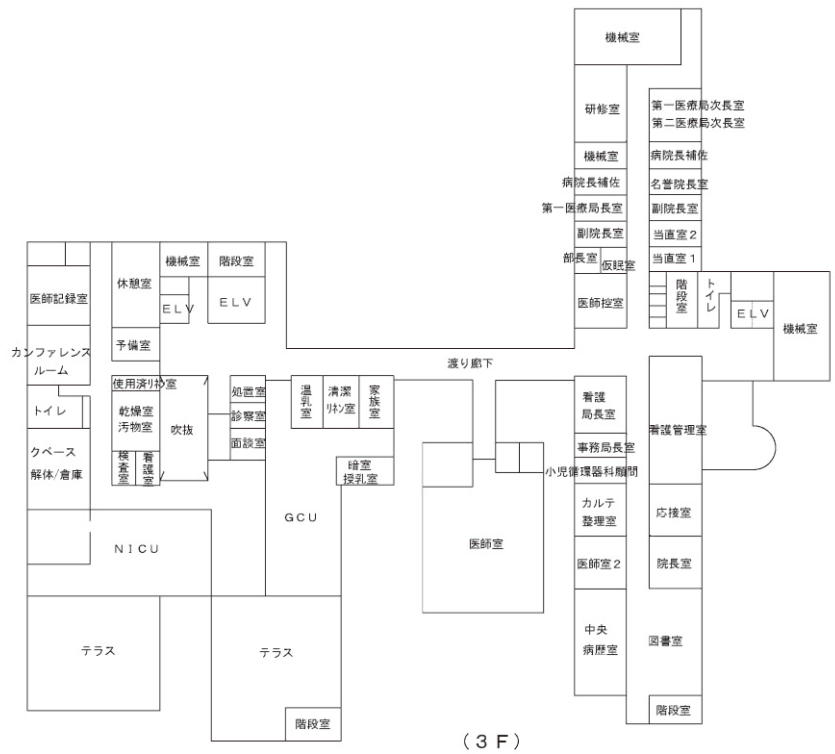 機械室
研修室
第一医療局次長室
第二医療局次長室
機械室
病院長補佐
病院長補佐
名誉院長室
第一医療局長室
副院長室
副院長室
当直室2
部長室
仮眠室
当直室1
医師控室
階段室
トイレ
ELV
機械室
休憩室
機械室
階段室
医師記録室
ELV
ELV
予備室
カンファレンス
ルーム
渡り廊下
使用済リネン室
処置室
温乳室
清潔
リネン室
家族室
トイレ
乾燥室
汚物室
吹抜
診察室
面談室
看護
局長室
看護管理室
クベース
解体/倉庫
検査室
看護室
暗室
授乳室
事務局長室
小児循環器科顧問
GCU
カルテ
整理室
応接室
NICU
医師室
医師室2
院長室
テラス
テラス
中央
病歴室
図書室
階段室
階段室
(3F)